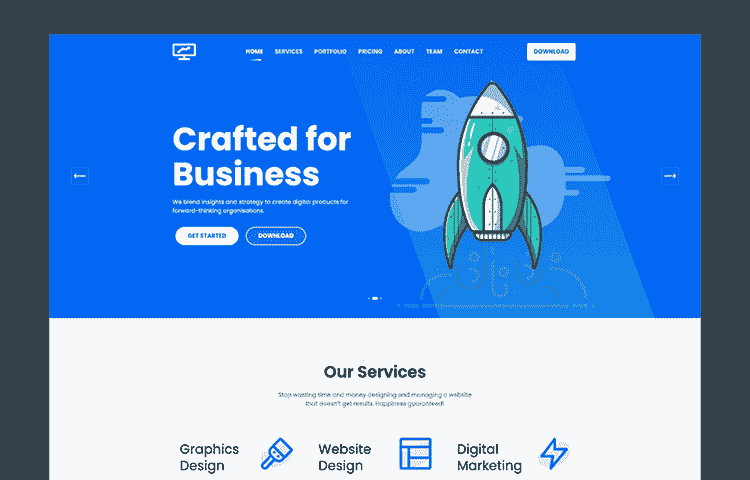 HOME SERVICES PORTFOLIO PRICING ABOUT TEAM CONTACT DOWNLOAD
Crafted for
Business
We blend insights and strategy to create digital products for
forward-thinking organisations.
GET STARTED DOWNLOAD
Our Services
Stop wasting time and money designing and managing a website
that doesn't get results. Happiness guaranteed!
Graphics
Design
Website
Design
Digital
Marketing